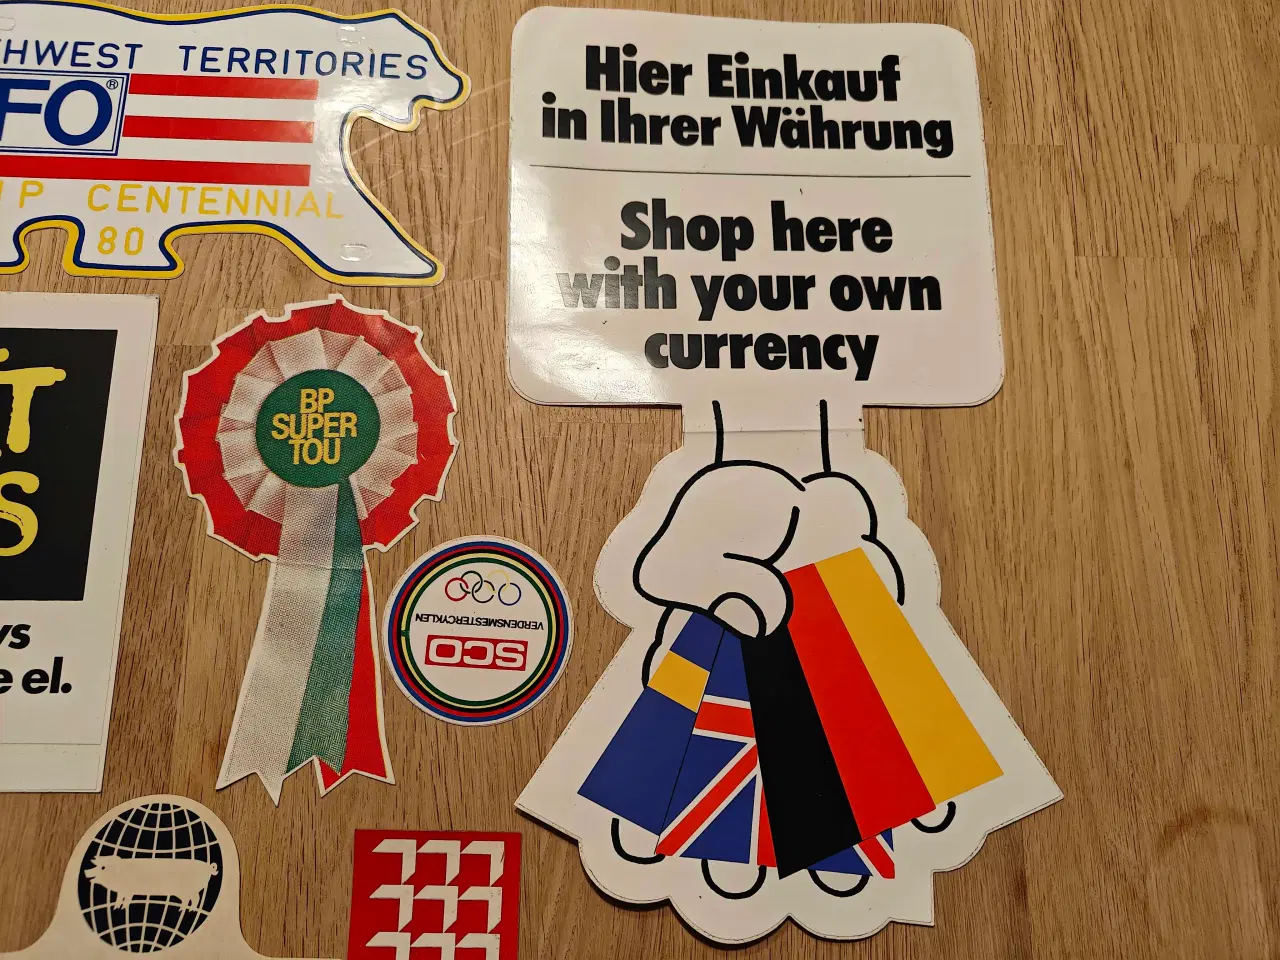 HWEST TERRITORIES
FO®
P CENTENNIAL
80
Hier Einkauf
in Ihrer Währung
Shop here
with your own
currency
T
S
ys
e el.
BP
SUPER
TOU
SCO
VERDENSMESTERCYKLEN